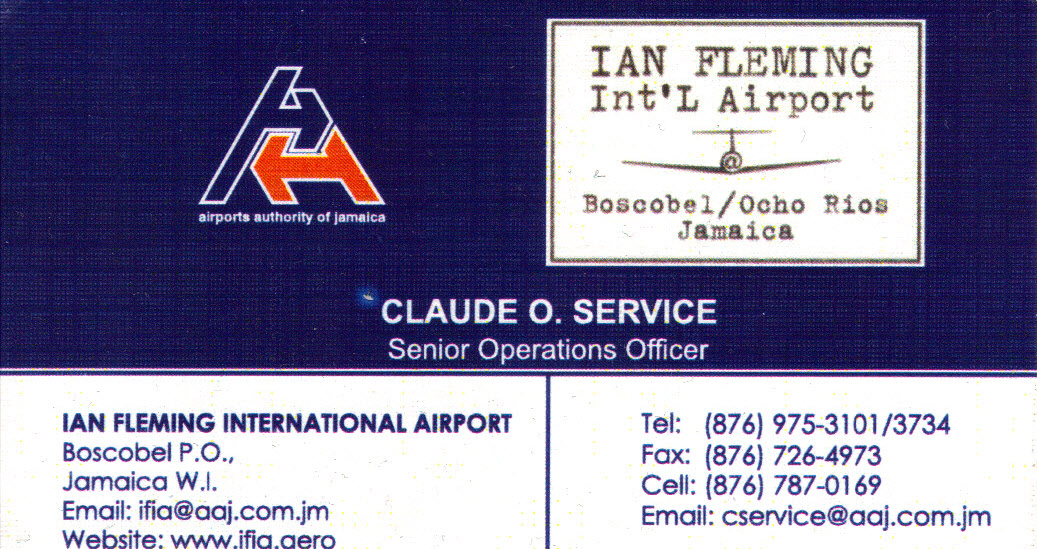 airports authority of jamaica
IAN FLEMING
Int'L Airport
@
Boscobel/Ocho Rios
Jamaica
CLAUDE O. SERVICE
Senior Operations Officer
IAN FLEMING INTERNATIONAL AIRPORT
Boscobel P.O.,
Jamaica W.I.
Email: ifia@aaj.com.jm
Website: www.ifia.aero
Tel: (876) 975-3101/3734
Fax: (876) 726-4973
Cell: (876) 787-0169
Email: cservice@aaj.com.jm